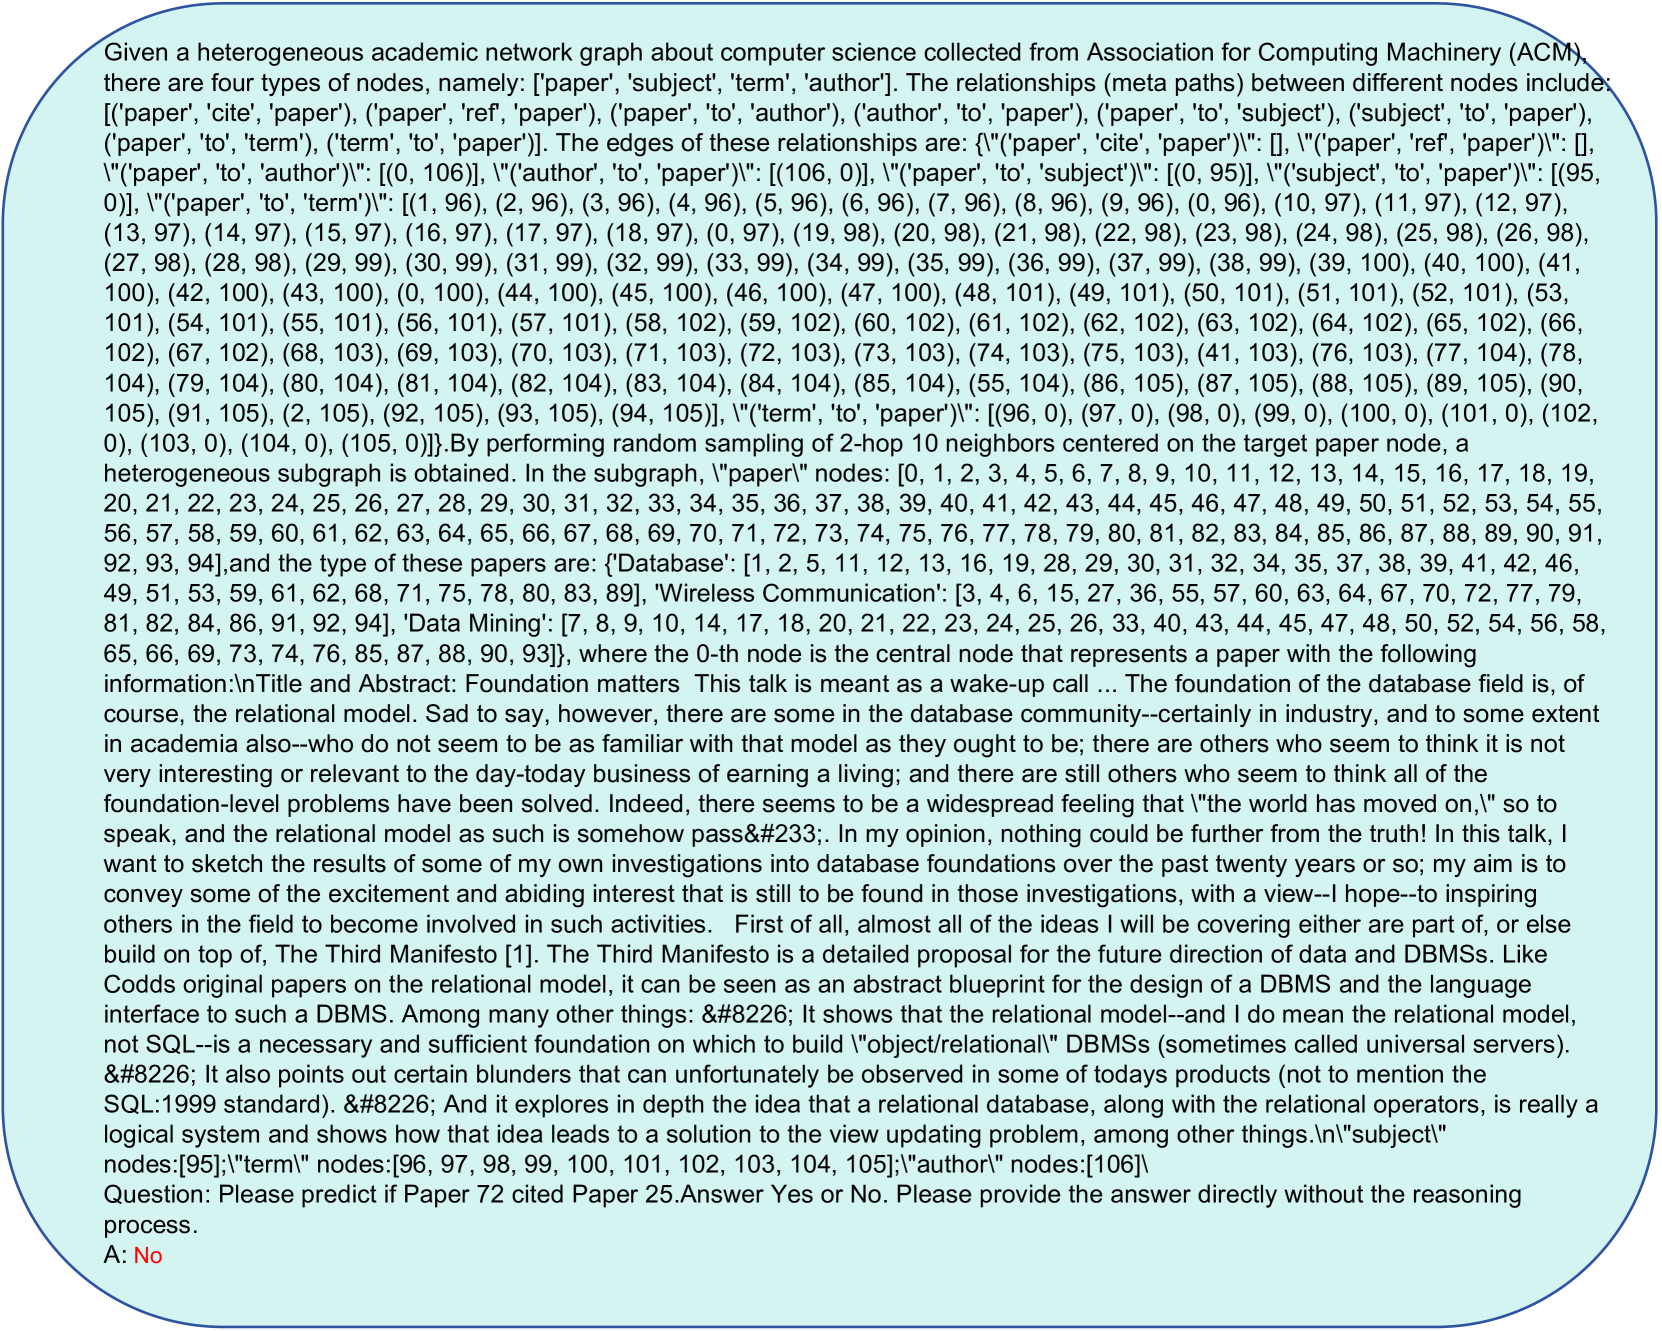 Given a heterogeneous academic network graph about computer science collected from Association for Computing Machinery (ACM),
there are four types of nodes, namely: ['paper', 'subject', 'term', 'author']. The relationships (meta paths) between different nodes include:
[('paper', 'cite', 'paper'), ('paper', 'ref', 'paper'), ('paper', 'to', 'author'), ('author', 'to', 'paper'), ('paper', 'to', 'subject'), ('subject', 'to', 'paper'),
('paper', 'to', 'term'), ('term', 'to', 'paper')]. The edges of these relationships are: {\"('paper', 'cite', 'paper')\": [], \"('paper', 'ref', 'paper')\": [],
\"('paper', 'to', 'author')\": [(0, 106)], \"('author', 'to', 'paper')\": [(106, 0)], \"('paper', 'to', 'subject')\": [(0, 95)], \"('subject', 'to', 'paper')\": [(95,
0)], \"('paper', 'to', 'term')\": [(1, 96), (2, 96), (3, 96), (4, 96), (5, 96), (6, 96), (7, 96), (8, 96), (9, 96), (0, 96), (10, 97), (11, 97), (12, 97),
(13, 97), (14, 97), (15, 97), (16, 97), (17, 97), (18, 97), (0, 97), (19, 98), (20, 98), (21, 98), (22, 98), (23, 98), (24, 98), (25, 98), (26, 98),
(27, 98), (28, 98), (29, 99), (30, 99), (31, 99), (32, 99), (33, 99), (34, 99), (35, 99), (36, 99), (37, 99), (38, 99), (39, 100), (40, 100), (41,
100), (42, 100), (43, 100), (0, 100), (44, 100), (45, 100), (46, 100), (47, 100), (48, 101), (49, 101), (50, 101), (51, 101), (52, 101), (53,
101), (54, 101), (55, 101), (56, 101), (57, 101), (58, 102), (59, 102), (60, 102), (61, 102), (62, 102), (63, 102), (64, 102), (65, 102), (66,
102), (67, 102), (68, 103), (69, 103), (70, 103), (71, 103), (72, 103), (73, 103), (74, 103), (75, 103), (41, 103), (76, 103), (77, 104), (78,
104), (79, 104), (80, 104), (81, 104), (82, 104), (83, 104), (84, 104), (85, 104), (55, 104), (86, 105), (87, 105), (88, 105), (89, 105), (90,
105), (91, 105), (2, 105), (92, 105), (93, 105), (94, 105)], \"('term', 'to', 'paper')\": [(96, 0), (97, 0), (98, 0), (99, 0), (100, 0), (101, 0), (102,
0), (103, 0), (104, 0), (105, 0)]}.By performing random sampling of 2-hop 10 neighbors centered on the target paper node, a
heterogeneous subgraph is obtained. In the subgraph, \"paper\" nodes: [0, 1, 2, 3, 4, 5, 6, 7, 8, 9, 10, 11, 12, 13, 14, 15, 16, 17, 18, 19,
20, 21, 22, 23, 24, 25, 26, 27, 28, 29, 30, 31, 32, 33, 34, 35, 36, 37, 38, 39, 40, 41, 42, 43, 44, 45, 46, 47, 48, 49, 50, 51, 52, 53, 54, 55,
56, 57, 58, 59, 60, 61, 62, 63, 64, 65, 66, 67, 68, 69, 70, 71, 72, 73, 74, 75, 76, 77, 78, 79, 80, 81, 82, 83, 84, 85, 86, 87, 88, 89, 90, 91,
92, 93, 94],and the type of these papers are: {'Database': [1, 2, 5, 11, 12, 13, 16, 19, 28, 29, 30, 31, 32, 34, 35, 37, 38, 39, 41, 42, 46,
49, 51, 53, 59, 61, 62, 68, 71, 75, 78, 80, 83, 89], 'Wireless Communication': [3, 4, 6, 15, 27, 36, 55, 57, 60, 63, 64, 67, 70, 72, 77, 79,
81, 82, 84, 86, 91, 92, 94], 'Data Mining': [7, 8, 9, 10, 14, 17, 18, 20, 21, 22, 23, 24, 25, 26, 33, 40, 43, 44, 45, 47, 48, 50, 52, 54, 56, 58,
65, 66, 69, 73, 74, 76, 85, 87, 88, 90, 93]}, where the 0-th node is the central node that represents a paper with the following
information:\nTitle and Abstract: Foundation matters  This talk is meant as a wake-up call ... The foundation of the database field is, of
course, the relational model. Sad to say, however, there are some in the database community--certainly in industry, and to some extent
in academia also--who do not seem to be as familiar with that model as they ought to be; there are others who seem to think it is not
very interesting or relevant to the day-today business of earning a living; and there are still others who seem to think all of the
foundation-level problems have been solved. Indeed, there seems to be a widespread feeling that \"the world has moved on,\" so to
speak, and the relational model as such is somehow pass&#233;. In my opinion, nothing could be further from the truth! In this talk, I
want to sketch the results of some of my own investigations into database foundations over the past twenty years or so; my aim is to
convey some of the excitement and abiding interest that is still to be found in those investigations, with a view--I hope--to inspiring
others in the field to become involved in such activities.   First of all, almost all of the ideas I will be covering either are part of, or else
build on top of, The Third Manifesto [1]. The Third Manifesto is a detailed proposal for the future direction of data and DBMSs. Like
Codds original papers on the relational model, it can be seen as an abstract blueprint for the design of a DBMS and the language
interface to such a DBMS. Among many other things: &#8226; It shows that the relational model--and I do mean the relational model,
not SQL--is a necessary and sufficient foundation on which to build \"object/relational\" DBMSs (sometimes called universal servers).
&#8226; It also points out certain blunders that can unfortunately be observed in some of todays products (not to mention the
SQL:1999 standard). &#8226; And it explores in depth the idea that a relational database, along with the relational operators, is really a
logical system and shows how that idea leads to a solution to the view updating problem, among other things.\n\"subject\"
nodes:[95];\"term\" nodes:[96, 97, 98, 99, 100, 101, 102, 103, 104, 105];\"author\" nodes:[106]\
Question: Please predict if Paper 72 cited Paper 25.Answer Yes or No. Please provide the answer directly without the reasoning
process.
A: No